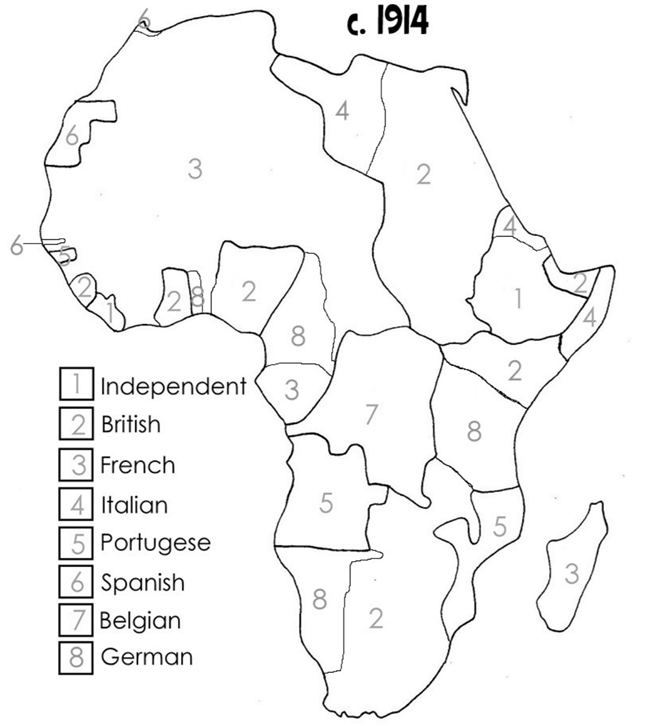 c. 1914
6
4
6
3
2
4
6
5
2
1
2
8
2
1
2
4
8
3
2
7
8
5
5
3
8
2
1 Independent
2 British
3 French
4 Italian
5 Portugese
6 Spanish
7 Belgian
8 German